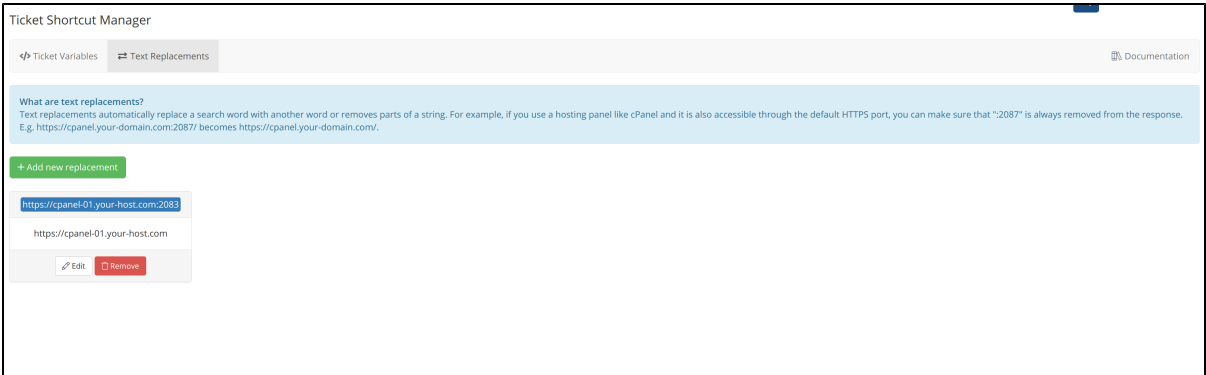 Ticket Shortcut Manager
Ticket Variables
Text Replacements
Documentation
What are text replacements?
Text replacements automatically replace a search word with another word or removes parts of a string. For example, if you use a hosting panel like cPanel and it is also accessible through the default HTTPS port, you can make sure that ":2087" is always removed from the response.
E.g. https://cpanel.your-domain.com:2087/ becomes https://cpanel.your-domain.com/.
+ Add new replacement
https://cpanel-01.your-host.com:2083
https://cpanel-01.your-host.com
Edit
Remove